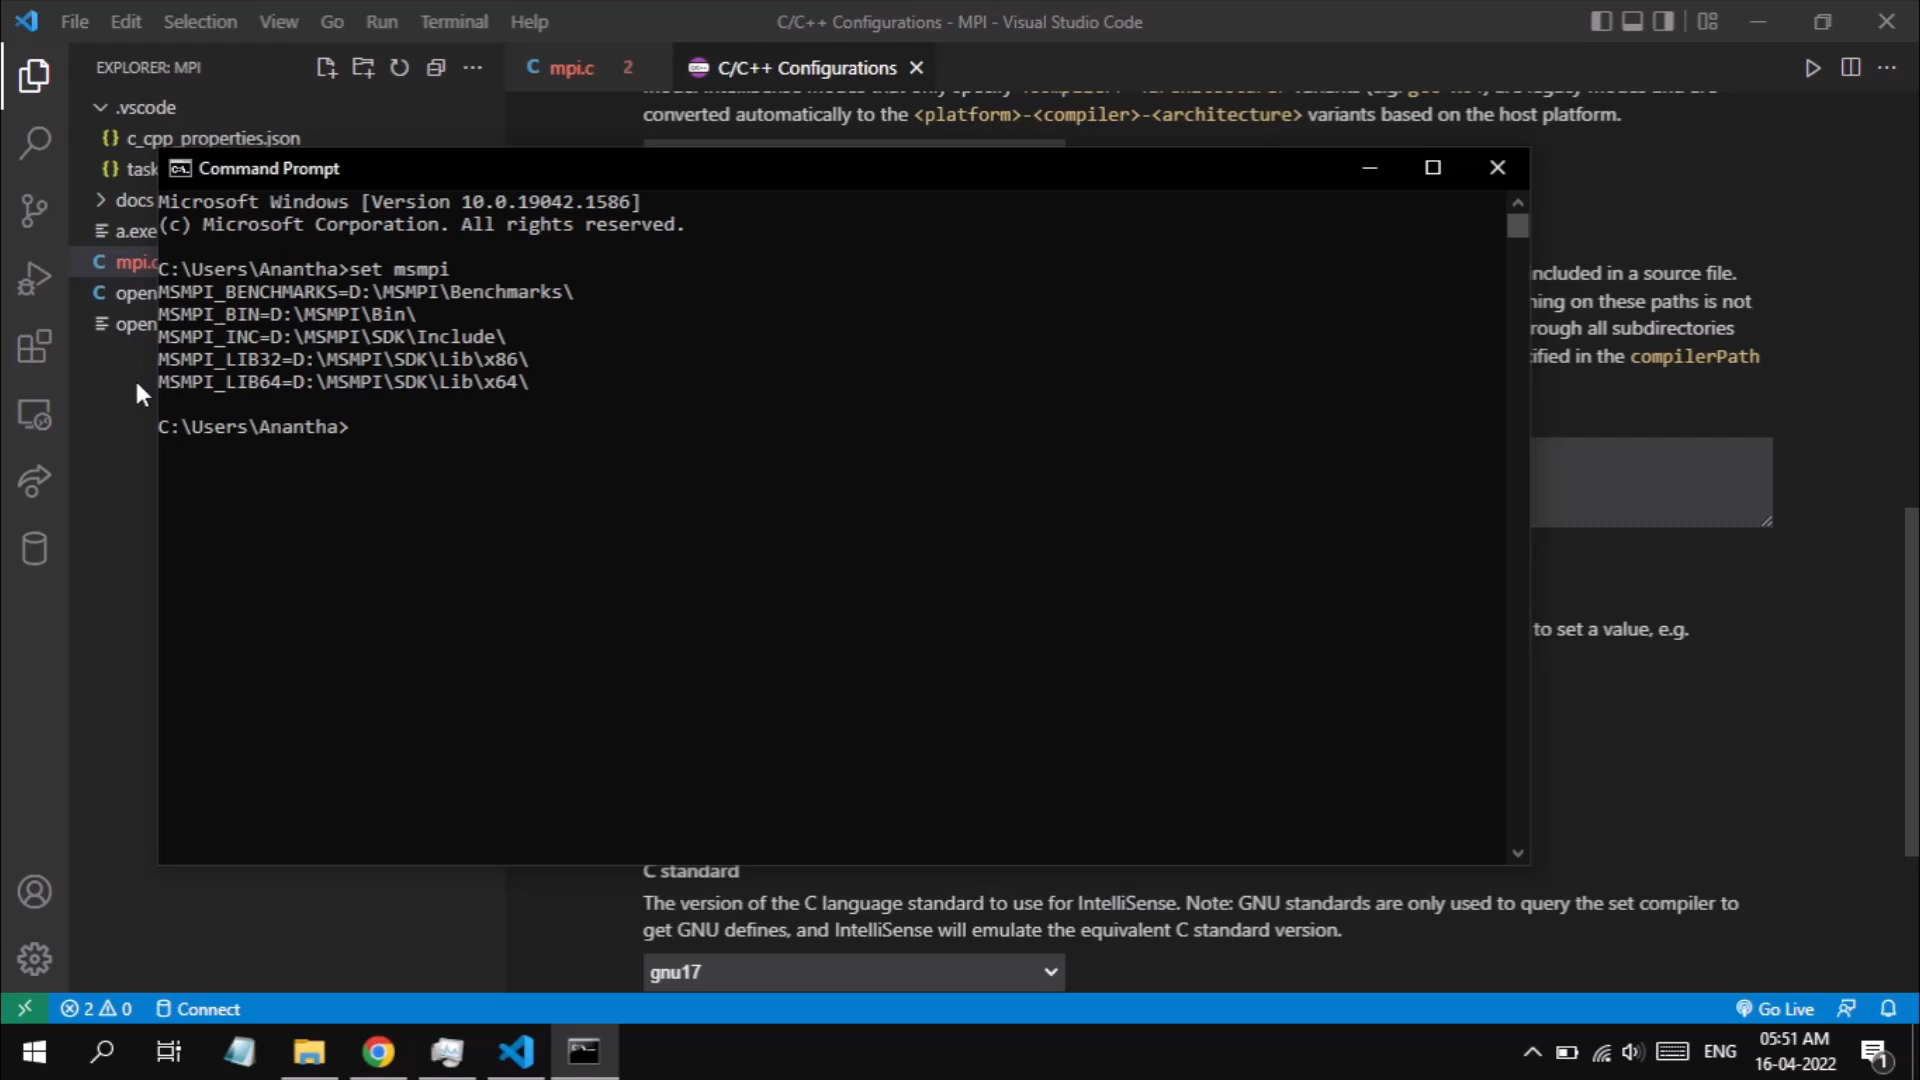 File Edit Selection View Go Run Terminal Help
C/C++ Configurations - MPI - Visual Studio Code
EXPLORER: MPI
C mpi.c 2
C/C++ Configurations
.vscode
{} c_cpp_properties.json
{} task
docs
a.exe
C mpi.c
C open
open
converted automatically to the <platform>-<compiler>-<architecture> variants based on the host platform.
Command Prompt
Microsoft Windows [Version 10.0.19042.1586]
(c) Microsoft Corporation. All rights reserved.
C:\Users\Anantha>set msmpi
MSMPI_BENCHMARKS=D:\MSMPI\Benchmarks\
MSMPI_BIN=D:\MSMPI\Bin\
MSMPI_INC=D:\MSMPI\SDK\Include\
MSMPI_LIB32=D:\MSMPI\SDK\Lib\x86\
MSMPI_LIB64=D:\MSMPI\SDK\Lib\x64\
C:\Users\Anantha>
included in a source file.
ning on these paths is not
rough all subdirectories
ified in the compilerPath
to set a value, e.g.
C standard
The version of the C language standard to use for IntelliSense. Note: GNU standards are only used to query the set compiler to
get GNU defines, and IntelliSense will emulate the equivalent C standard version.
gnu17
2 0 Connect
Go Live
ENG
05:51 AM
16-04-2022
1